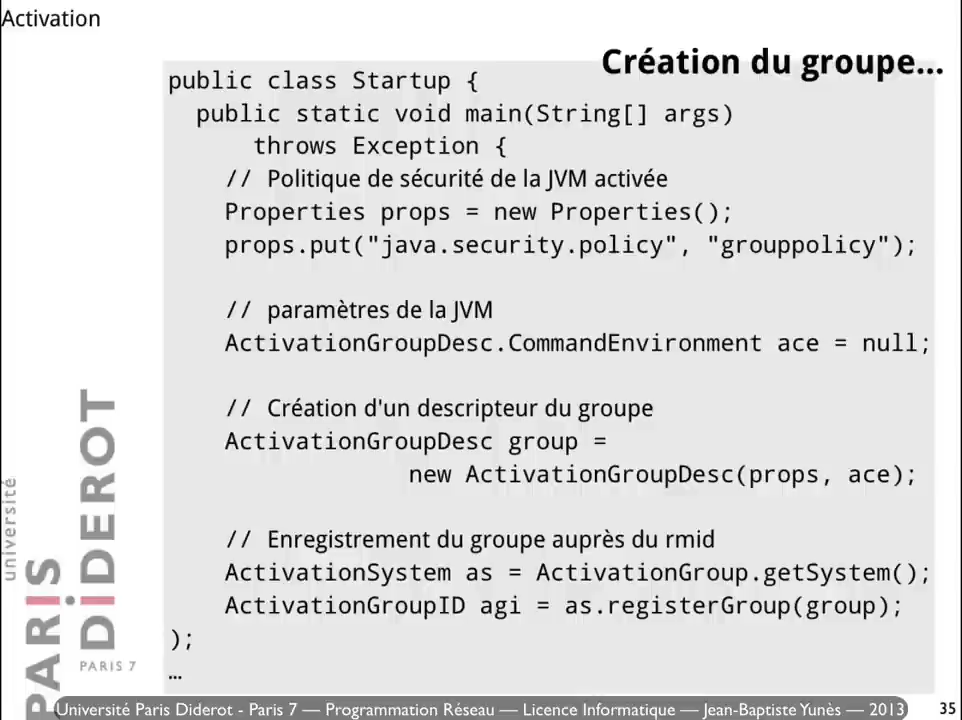 Activation
Création du groupe...
public class Startup {
public static void main(String[] args)
throws Exception {
// Politique de sécurité de la JVM activée
Properties props = new Properties();
props.put("java.security.policy", "grouppolicy");
// paramètres de la JVM
ActivationGroupDesc.CommandEnvironment ace = null;
// Création d'un descripteur du groupe
ActivationGroupDesc group =
new ActivationGroupDesc(props, ace);
// Enregistrement du groupe auprès du rmid
ActivationSystem as = ActivationGroup.getSystem();
ActivationGroupID agi = as.registerGroup(group);
);
…
université
PARIS
DIDEROT
PARIS 7
Université Paris Diderot - Paris 7 — Programmation Réseau — Licence Informatique — Jean-Baptiste Yunès — 2013
35